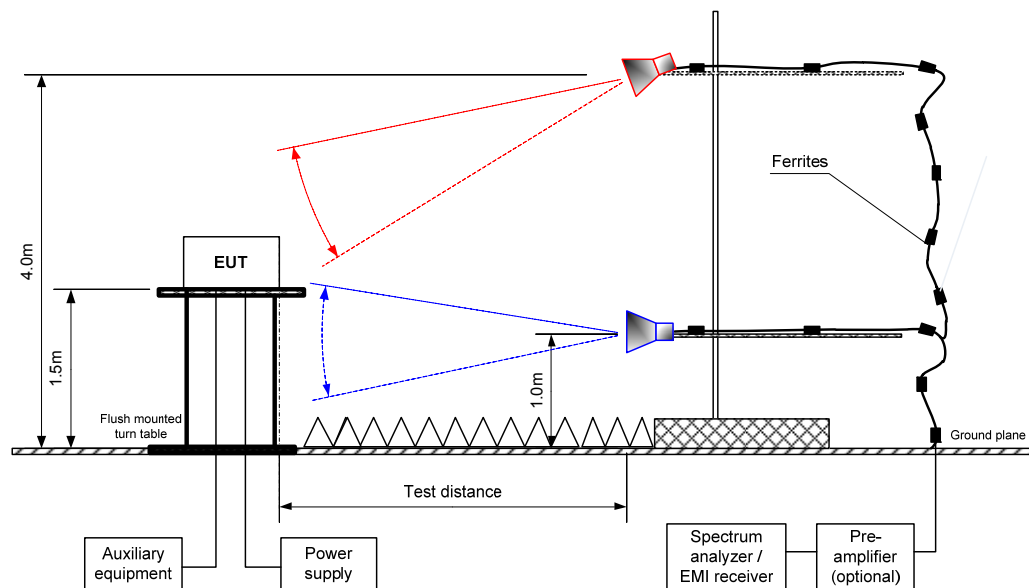 Ferrites
4.0m
EUT
1.5m
1.0m
Flush mounted
turn table
Ground plane
Test distance
Auxiliary
equipment
Power
supply
Spectrum
analyzer /
EMI receiver
Pre-
amplifier
(optional)